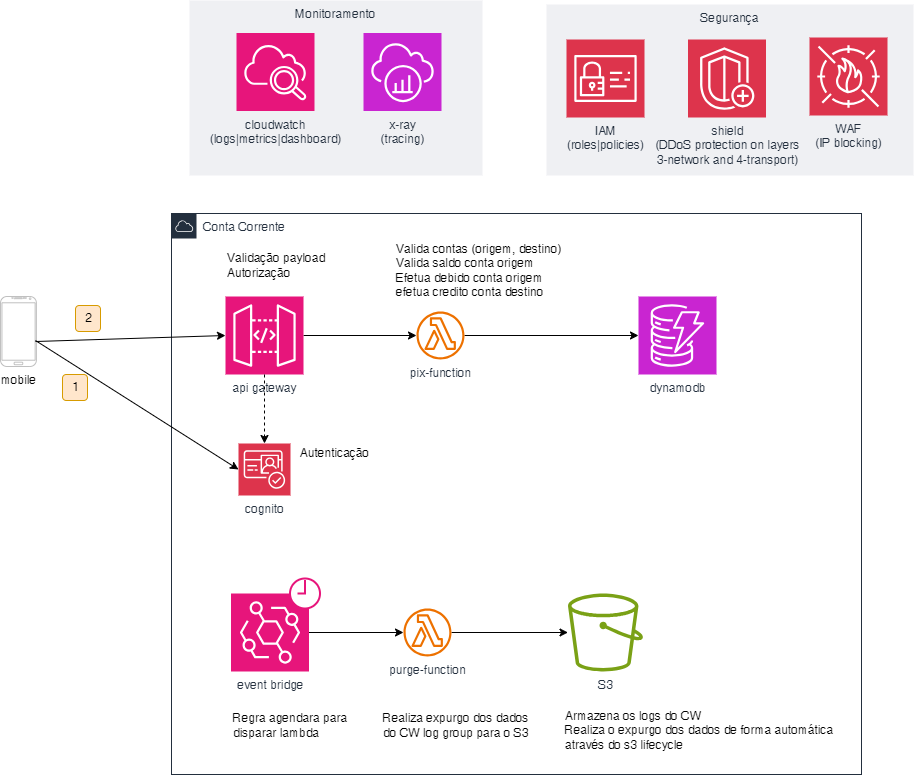 Monitoramento
cloudwatch
(logs|metrics|dashboard)
x-ray
(tracing)
Segurança
IAM
(roles|policies)
shield
(DDoS protection on layers
3-network and 4-transport)
WAF
(IP blocking)
Conta Corrente
Validação payload
Autorização
Valida contas (origem, destino)
Valida saldo conta origem
Efetua debido conta origem
efetua credito conta destino
2
1
mobile
api gateway
pix-function
dynamodb
Autenticação
cognito
event bridge
purge-function
S3
Regra agendara para
disparar lambda
Realiza expurgo dos dados
do CW log group para o S3
Armazena os logs do CW
Realiza o expurgo dos dados de forma automática
através do s3 lifecycle